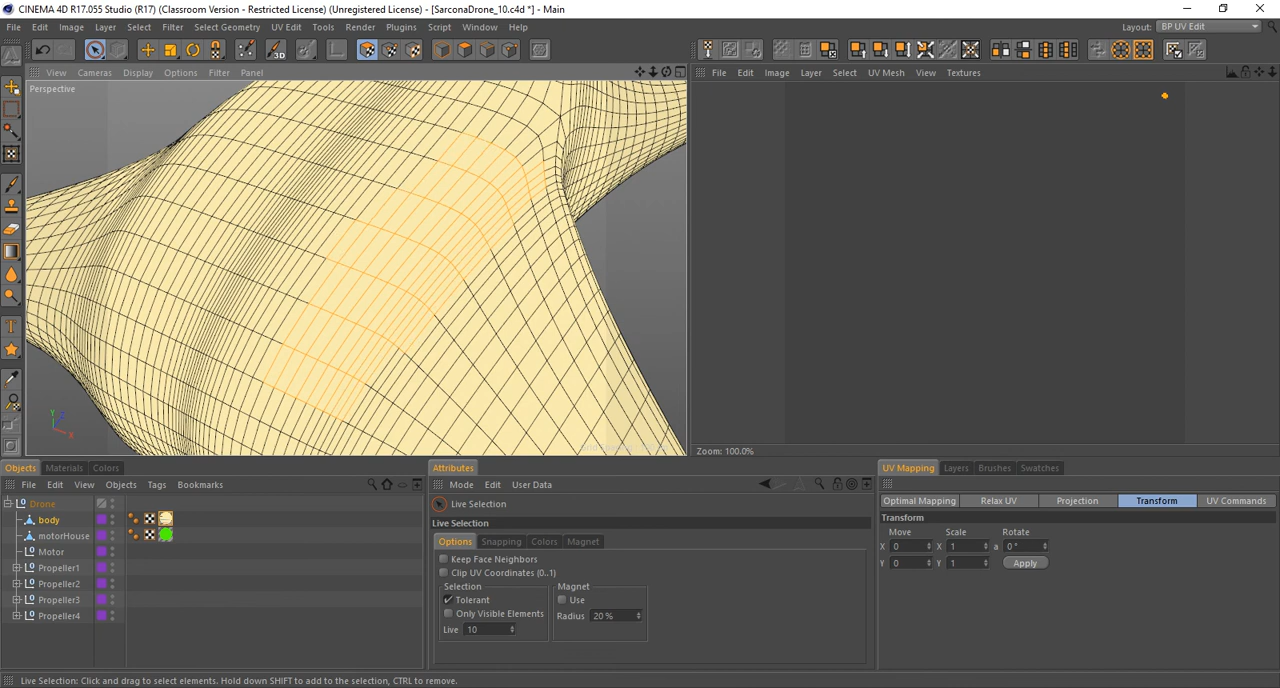 CINEMA 4D R17.055 Studio (R17) (Classroom Version - Restricted License) (Unregistered License) - [SarconaDrone_10.c4d *] - Main
File Edit Image Layer Select Filter Select Geometry UV Edit Tools Render Plugins Script Window Help
Layout: BP UV Edit
View Cameras Display Options Filter Panel
File Edit Image Layer Select UV Mesh View Textures
Perspective
Zoom: 100.0%
Objects Materials Colors
File Edit View Objects Tags Bookmarks
Drone
body
motorHouse
Motor
Propeller1
Propeller2
Propeller3
Propeller4
Attributes
Mode Edit User Data
Live Selection
Live Selection
Options Snapping Colors Magnet
Keep Face Neighbors
Clip UV Coordinates (0..1)
Selection Magnet
Tolerant Use
Only Visible Elements Radius 20 %
Live 10
UV Mapping Layers Brushes Swatches
Optimal Mapping Relax UV Projection Transform UV Commands
Transform
Move Scale Rotate
X 0 X 1 a 0 °
Y 0 Y 1 Apply
Live Selection: Click and drag to select elements. Hold down SHIFT to add to the selection, CTRL to remove.